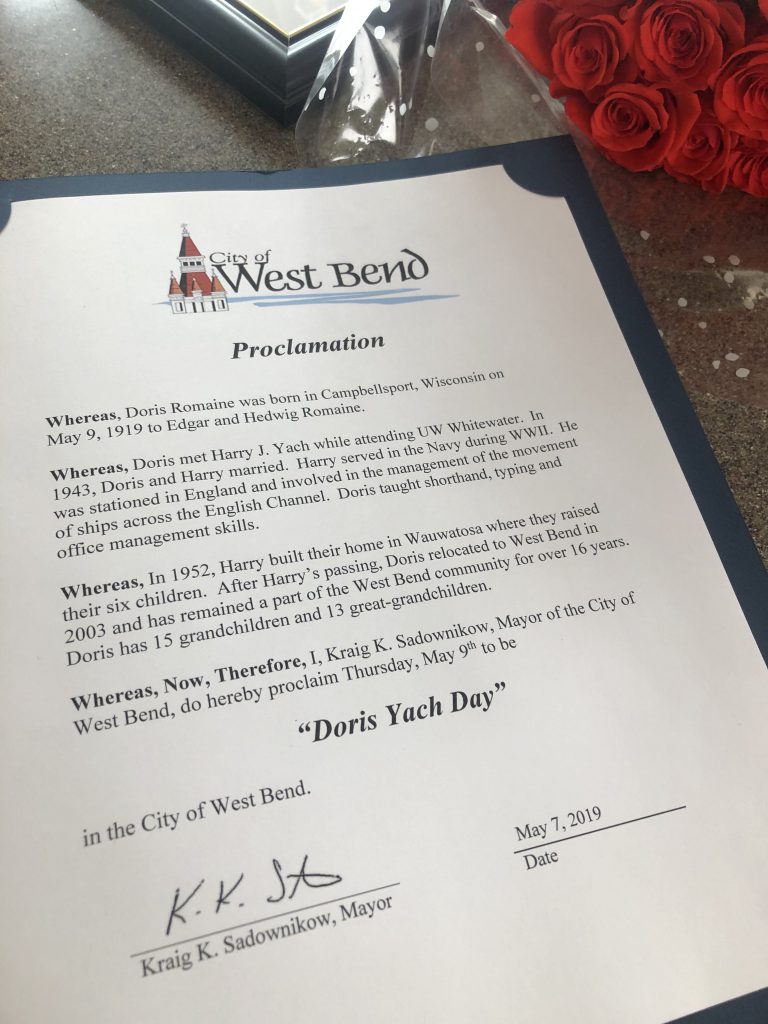 City of
West Bend
Proclamation
Whereas, Doris Romaine was born in Campbellsport, Wisconsin on
May 9, 1919 to Edgar and Hedwig Romaine.
Whereas, Doris met Harry J. Yach while attending UW Whitewater. In
1943, Doris and Harry married. Harry served in the Navy during WWII. He
was stationed in England and involved in the management of the movement
of ships across the English Channel. Doris taught shorthand, typing and
office management skills.
Whereas, In 1952, Harry built their home in Wauwatosa where they raised
their six children. After Harry's passing, Doris relocated to West Bend in
2003 and has remained a part of the West Bend community for over 16 years.
Doris has 15 grandchildren and 13 great-grandchildren.
Whereas, Now, Therefore, I, Kraig K. Sadownikow, Mayor of the City of
West Bend, do hereby proclaim Thursday, May 9th to be
"Doris Yach Day"
in the City of West Bend.
K. K.
Kraig K. Sadownikow, Mayor
May 7, 2019
Date